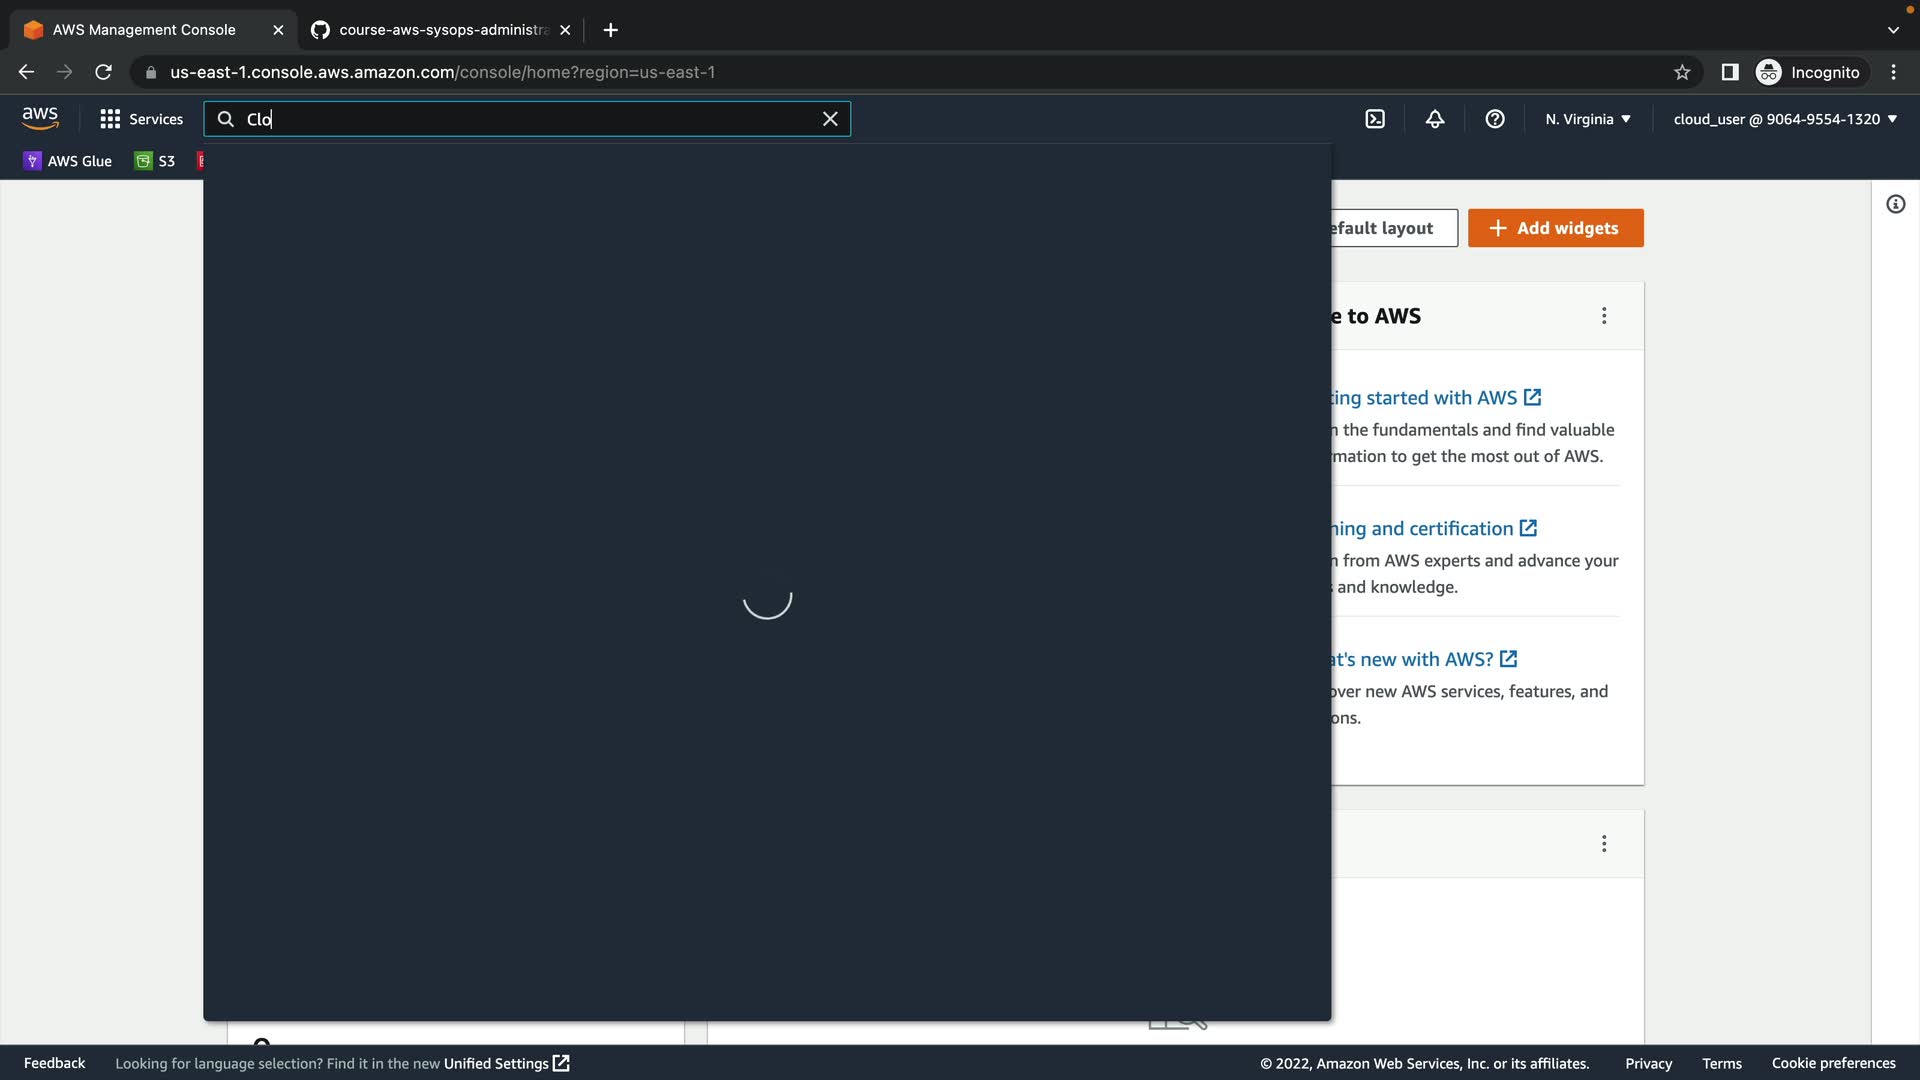 AWS Management Console
course-aws-sysops-administra
us-east-1.console.aws.amazon.com/console/home?region=us-east-1
Incognito
aws
Services
Clo
N. Virginia
cloud_user @ 9064-9554-1320
AWS Glue
S3
efault layout
Add widgets
e to AWS
ting started with AWS
n the fundamentals and find valuable
rmation to get the most out of AWS.
ning and certification
n from AWS experts and advance your
s and knowledge.
at's new with AWS?
over new AWS services, features, and
ons.
Feedback
Looking for language selection? Find it in the new Unified Settings
© 2022, Amazon Web Services, Inc. or its affiliates.
Privacy
Terms
Cookie preferences